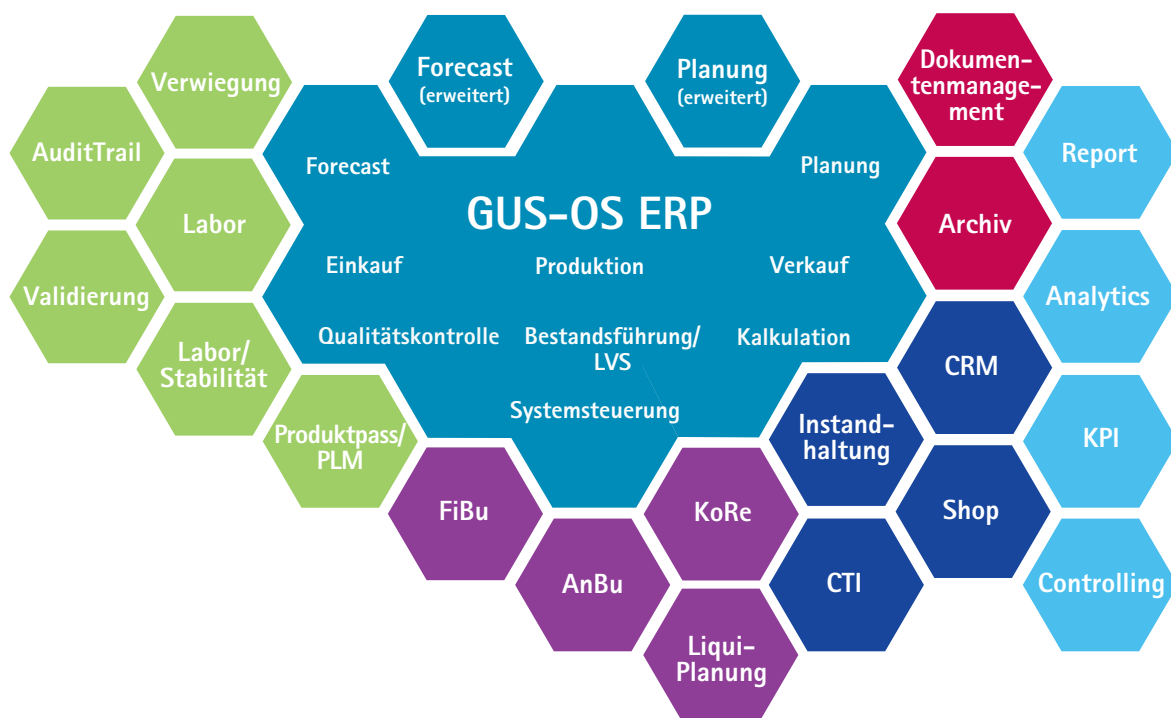 Verwiegung
AuditTrail
Labor
Validierung
Labor/
Stabilität
Produktpass/
PLM
Forecast
(erweitert)
Planung
(erweitert)
Forecast
Planung
GUS-OS ERP
Einkauf
Produktion
Verkauf
Qualitätskontrolle
Bestandsführung/
LVS
Kalkulation
Systemsteuerung
Dokumen-
tenmanage-
ment
Archiv
Report
Analytics
KPI
Controlling
CRM
Instand-
haltung
Shop
CTI
FiBu
AnBu
KoRe
Liqui-
Planung